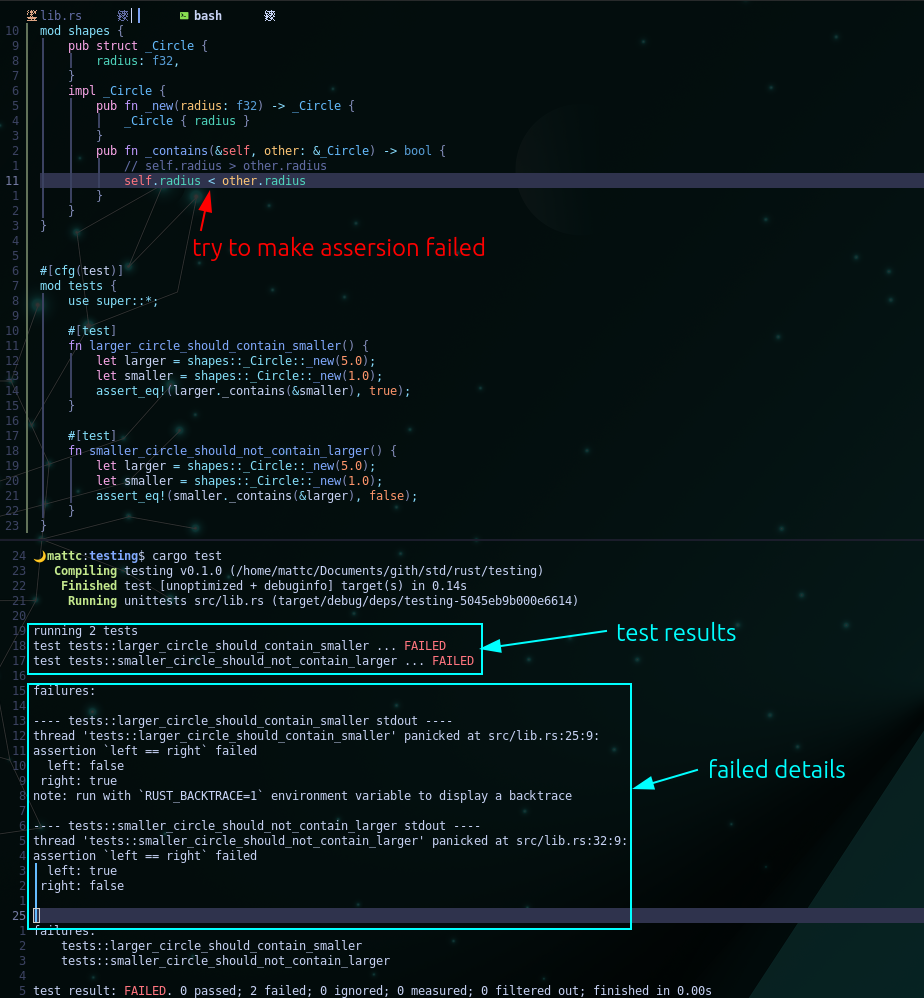 lib.rs bash
10 mod shapes {
9 pub struct _Circle {
8 radius: f32,
7 }
6 impl _Circle {
5 pub fn _new(radius: f32) -> _Circle {
4 _Circle { radius }
3 }
2 pub fn _contains(&self, other: &_Circle) -> bool {
1 // self.radius > other.radius
11 self.radius < other.radius
1 }
2 }
3 }
4 try to make assersion failed
5
6 #[cfg(test)]
7 mod tests {
8 use super::*;
9
10 #[test]
11 fn larger_circle_should_contain_smaller() {
12 let larger = shapes::_Circle::_new(5.0);
13 let smaller = shapes::_Circle::_new(1.0);
14 assert_eq!(larger._contains(&smaller), true);
15 }
16
17 #[test]
18 fn smaller_circle_should_not_contain_larger() {
19 let larger = shapes::_Circle::_new(5.0);
20 let smaller = shapes::_Circle::_new(1.0);
21 assert_eq!(smaller._contains(&larger), false);
22 }
23 }
24 mattc:testing$ cargo test
23 Compiling testing v0.1.0 (/home/mattc/Documents/gith/std/rust/testing)
22 Finished test [unoptimized + debuginfo] target(s) in 0.14s
21 Running unittests src/lib.rs (target/debug/deps/testing-5045eb9b000e6614)
20
19 running 2 tests
test results
18 test tests::larger_circle_should_contain_smaller ... FAILED
17 test tests::smaller_circle_should_not_contain_larger ... FAILED
16
15 failures:
14
13 ---- tests::larger_circle_should_contain_smaller stdout ----
12 thread 'tests::larger_circle_should_contain_smaller' panicked at src/lib.rs:25:9:
11 assertion `left == right` failed
10 left: false
failed details
9 right: true
8 note: run with `RUST_BACKTRACE=1` environment variable to display a backtrace
7
6 ---- tests::smaller_circle_should_not_contain_larger stdout ----
5 thread 'tests::smaller_circle_should_not_contain_larger' panicked at src/lib.rs:32:9:
4 assertion `left == right` failed
3 left: true
2 right: false
1
25
1 failures:
2 tests::larger_circle_should_contain_smaller
3 tests::smaller_circle_should_not_contain_larger
4
5 test result: FAILED. 0 passed; 2 failed; 0 ignored; 0 measured; 0 filtered out; finished in 0.00s